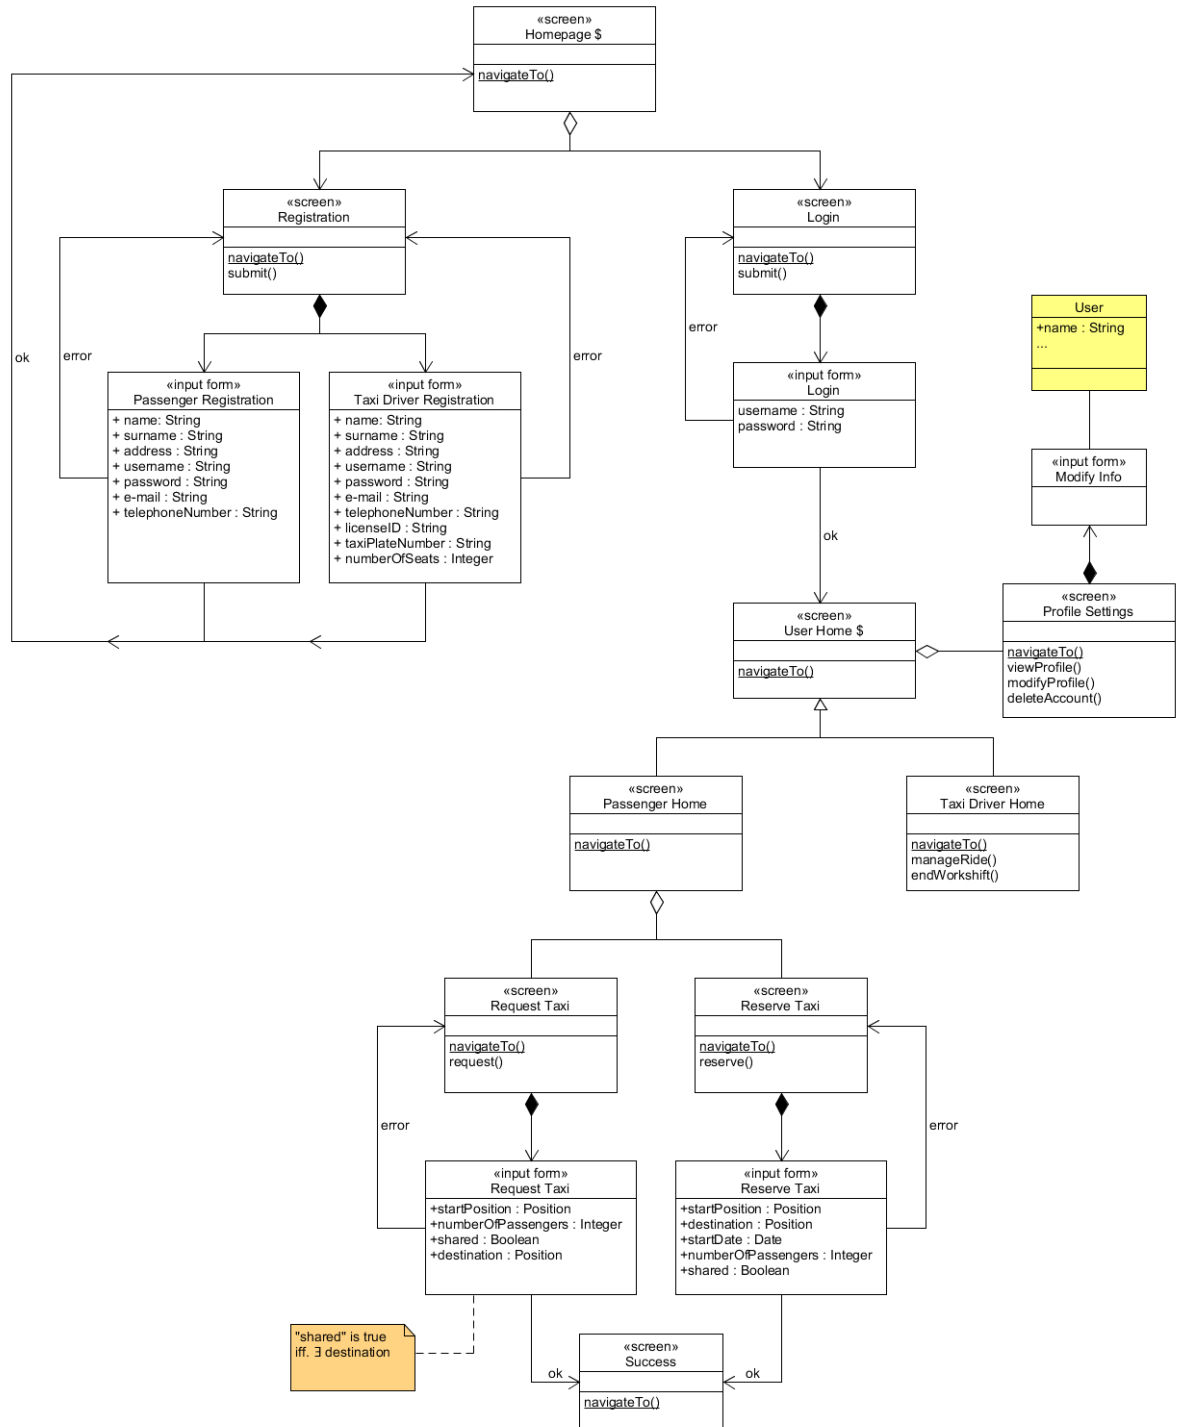 «screen»
Homepage $
navigateTo()
«screen»
Registration
navigateTo()
submit()
«screen»
Login
navigateTo()
submit()
ok
error
error
error
«input form»
Passenger Registration
+ name: String
+ surname : String
+ address : String
+ username : String
+ password : String
+ e-mail : String
+ telephoneNumber : String
«input form»
Taxi Driver Registration
+ name: String
+ surname : String
+ address : String
+ username : String
+ password : String
+ e-mail : String
+ telephoneNumber : String
+ licenseID : String
+ taxiPlateNumber : String
+ numberOfSeats : Integer
«input form»
Login
username : String
password : String
User
+name : String
...
«input form»
Modify Info
ok
«screen»
User Home $
navigateTo()
«screen»
Profile Settings
navigateTo()
viewProfile()
modifyProfile()
deleteAccount()
«screen»
Passenger Home
navigateTo()
«screen»
Taxi Driver Home
navigateTo()
manageRide()
endWorkshift()
«screen»
Request Taxi
navigateTo()
request()
«screen»
Reserve Taxi
navigateTo()
reserve()
error
error
«input form»
Request Taxi
+startPosition : Position
+numberOfPassengers : Integer
+shared : Boolean
+destination : Position
«input form»
Reserve Taxi
+startPosition : Position
+destination : Position
+startDate : Date
+numberOfPassengers : Integer
+shared : Boolean
"shared" is true
iff. ∃ destination
ok
ok
«screen»
Success
navigateTo()